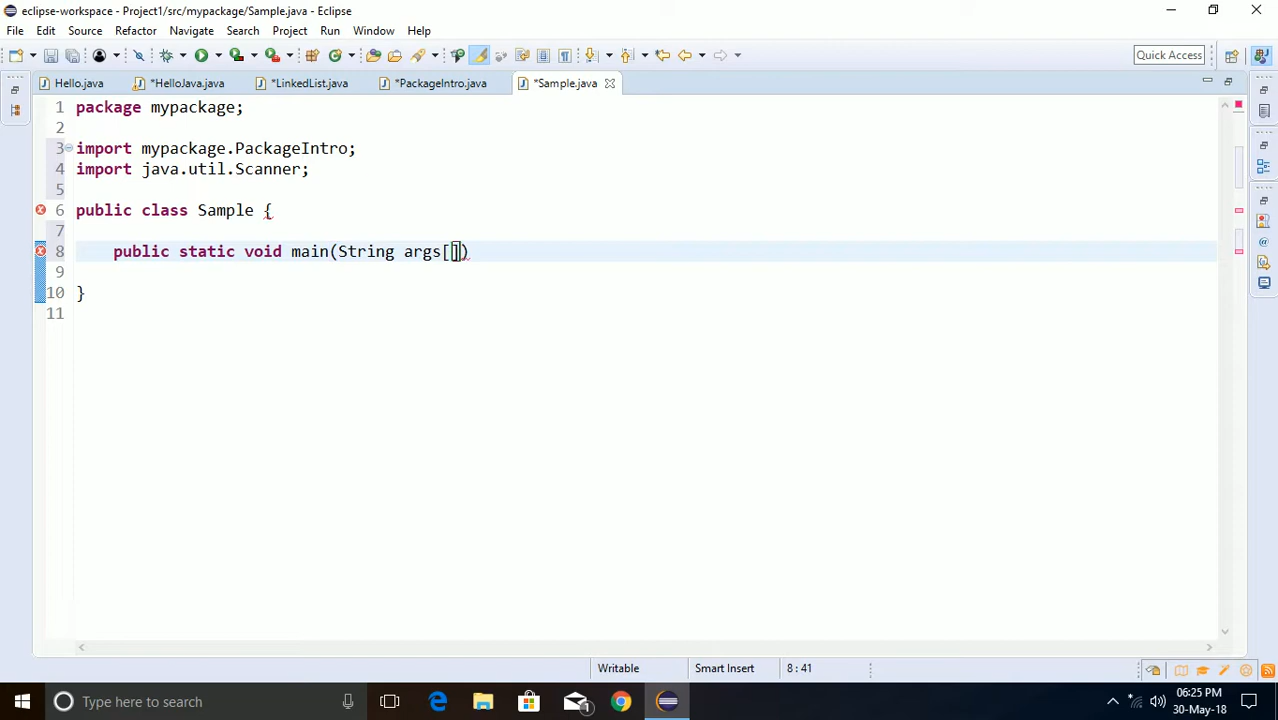 eclipse-workspace - Project1/src/mypackage/Sample.java - Eclipse
File Edit Source Refactor Navigate Search Project Run Window Help
Quick Access
Hello.java *HelloJava.java *LinkedList.java *PackageIntro.java *Sample.java
1 package mypackage;
2
3 import mypackage.PackageIntro;
4 import java.util.Scanner;
5
6 public class Sample {
7
8 public static void main(String args[])
9
10 }
11
Writable Smart Insert 8 : 41
Type here to search
1
06:25 PM
30-May-18